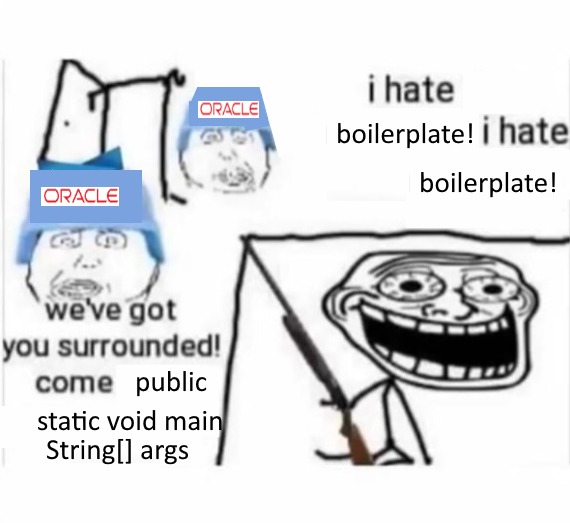 ORACLE
i hate
boilerplate! i hate
boilerplate!
ORACLE
we've got
you surrounded!
come public
static void main
String[] args